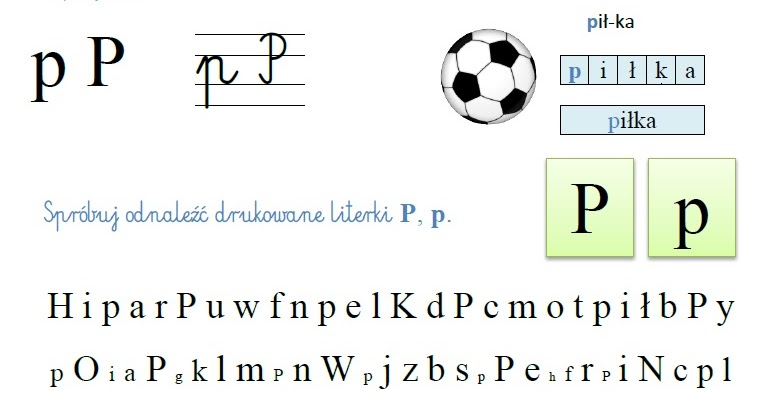 p P
p P
pił-ka
p i ł k a
piłka
Spróbuj odnaleźć drukowane literki P, p.
P p
H i p a r P u w f n p e l K d P c m o t p i ł b P y
p O i a P g k l m P n W p j z b s p P e h f r P i N c p l